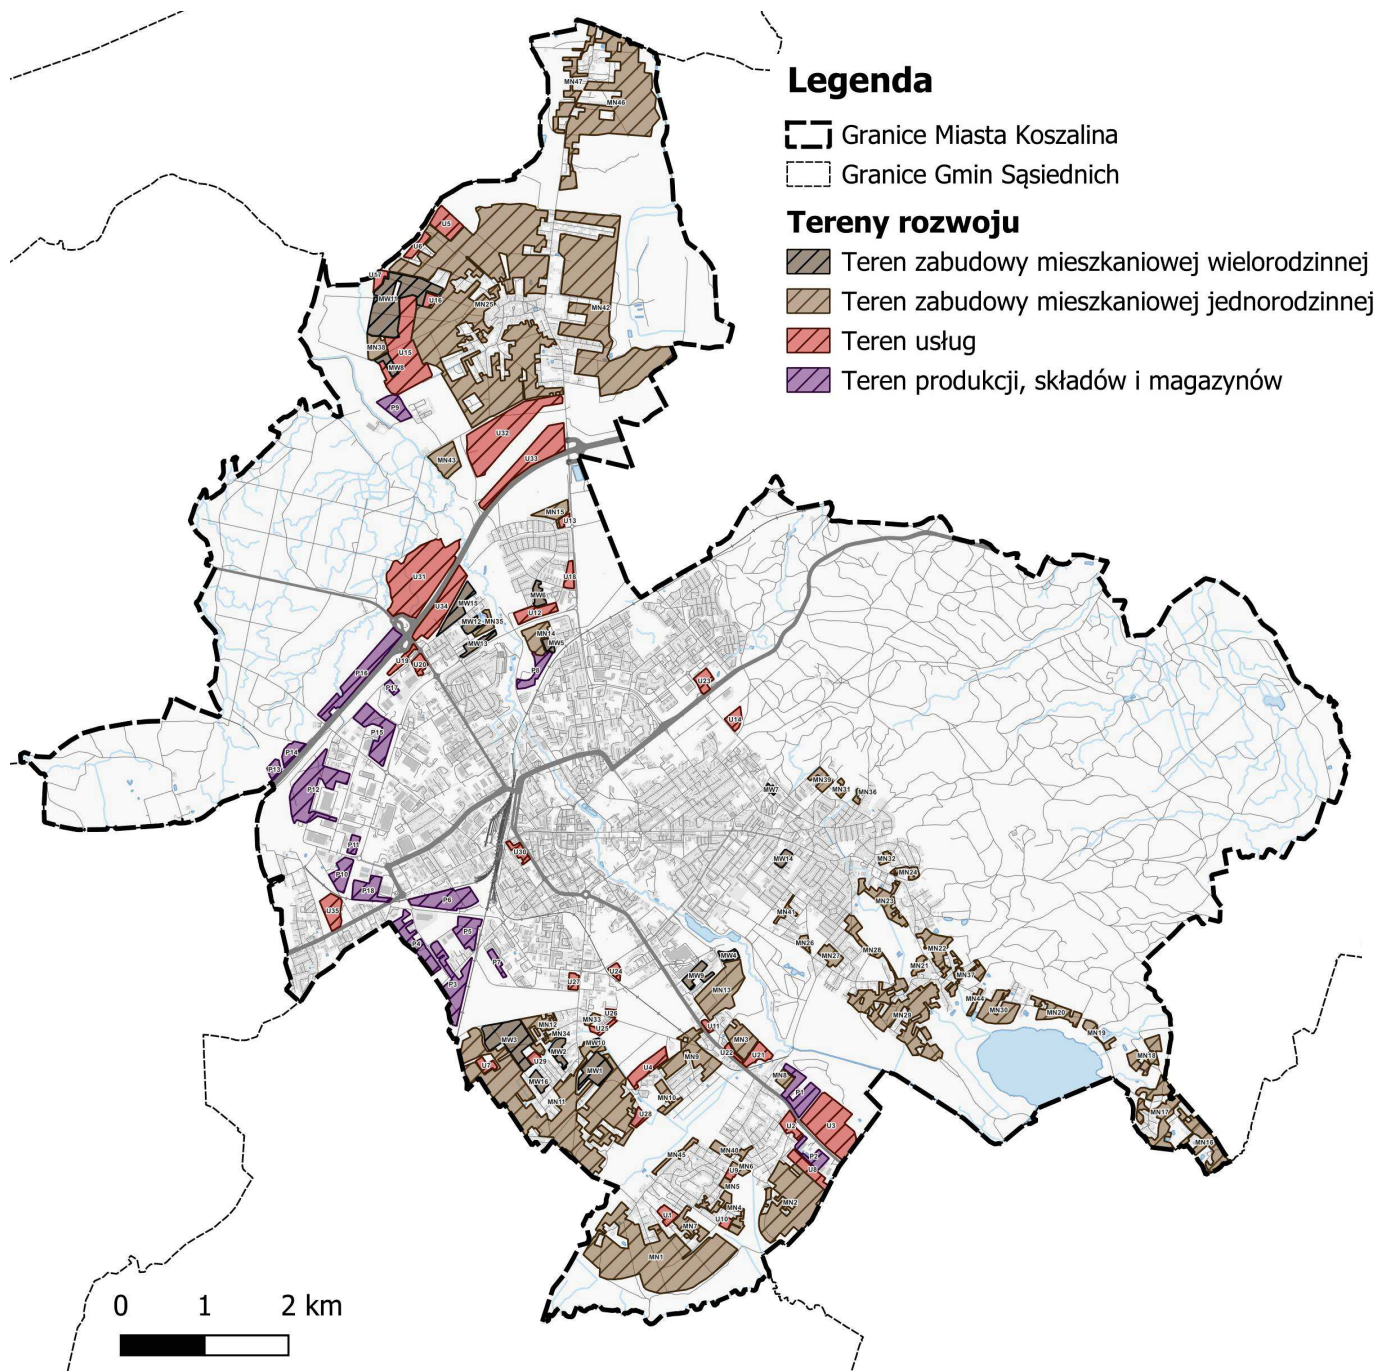 Legenda
Granice Miasta Koszalina
Granice Gmin Sąsiednich
Tereny rozwoju
Teren zabudowy mieszkaniowej wielorodzinnej
Teren zabudowy mieszkaniowej jednorodzinnej
Teren usług
Teren produkcji, składów i magazynów
MN47
MN46
U5
U6
U17
MW11
U16
MN25
MN42
MN38
U15
MW8
P9
U32
MN43
U33
MN15
U13
U31
U18
U34
MW15
MW6
MW12
MN35
U12
MW13
MN14
MW5
U19
U20
P8
P16
P17
U23
U14
P15
P14
P13
P12
MN39
MW7
MN31
MN36
P11
U30
MW14
MN32
P10
P18
MN24
P6
MN23
U35
MN41
P5
P4
MN26
MN28
MN22
MN27
MW4
P7
MN21
U24
MW9
MN37
P3
U27
MN13
MN44
MN30
MN29
MN20
U26
MN12
MN33
U25
U11
MN19
MW3
MN34
MW10
MN3
MW2
U22
U21
MN18
U7
U29
MN9
U4
MW1
MW16
MN8
P1
MN11
MN10
U28
U2
U3
MN17
MN16
MN45
MN40
P2
MN6
U9
U8
MN5
MN2
U1
MN4
U10
MN7
MN1
0 1 2 km